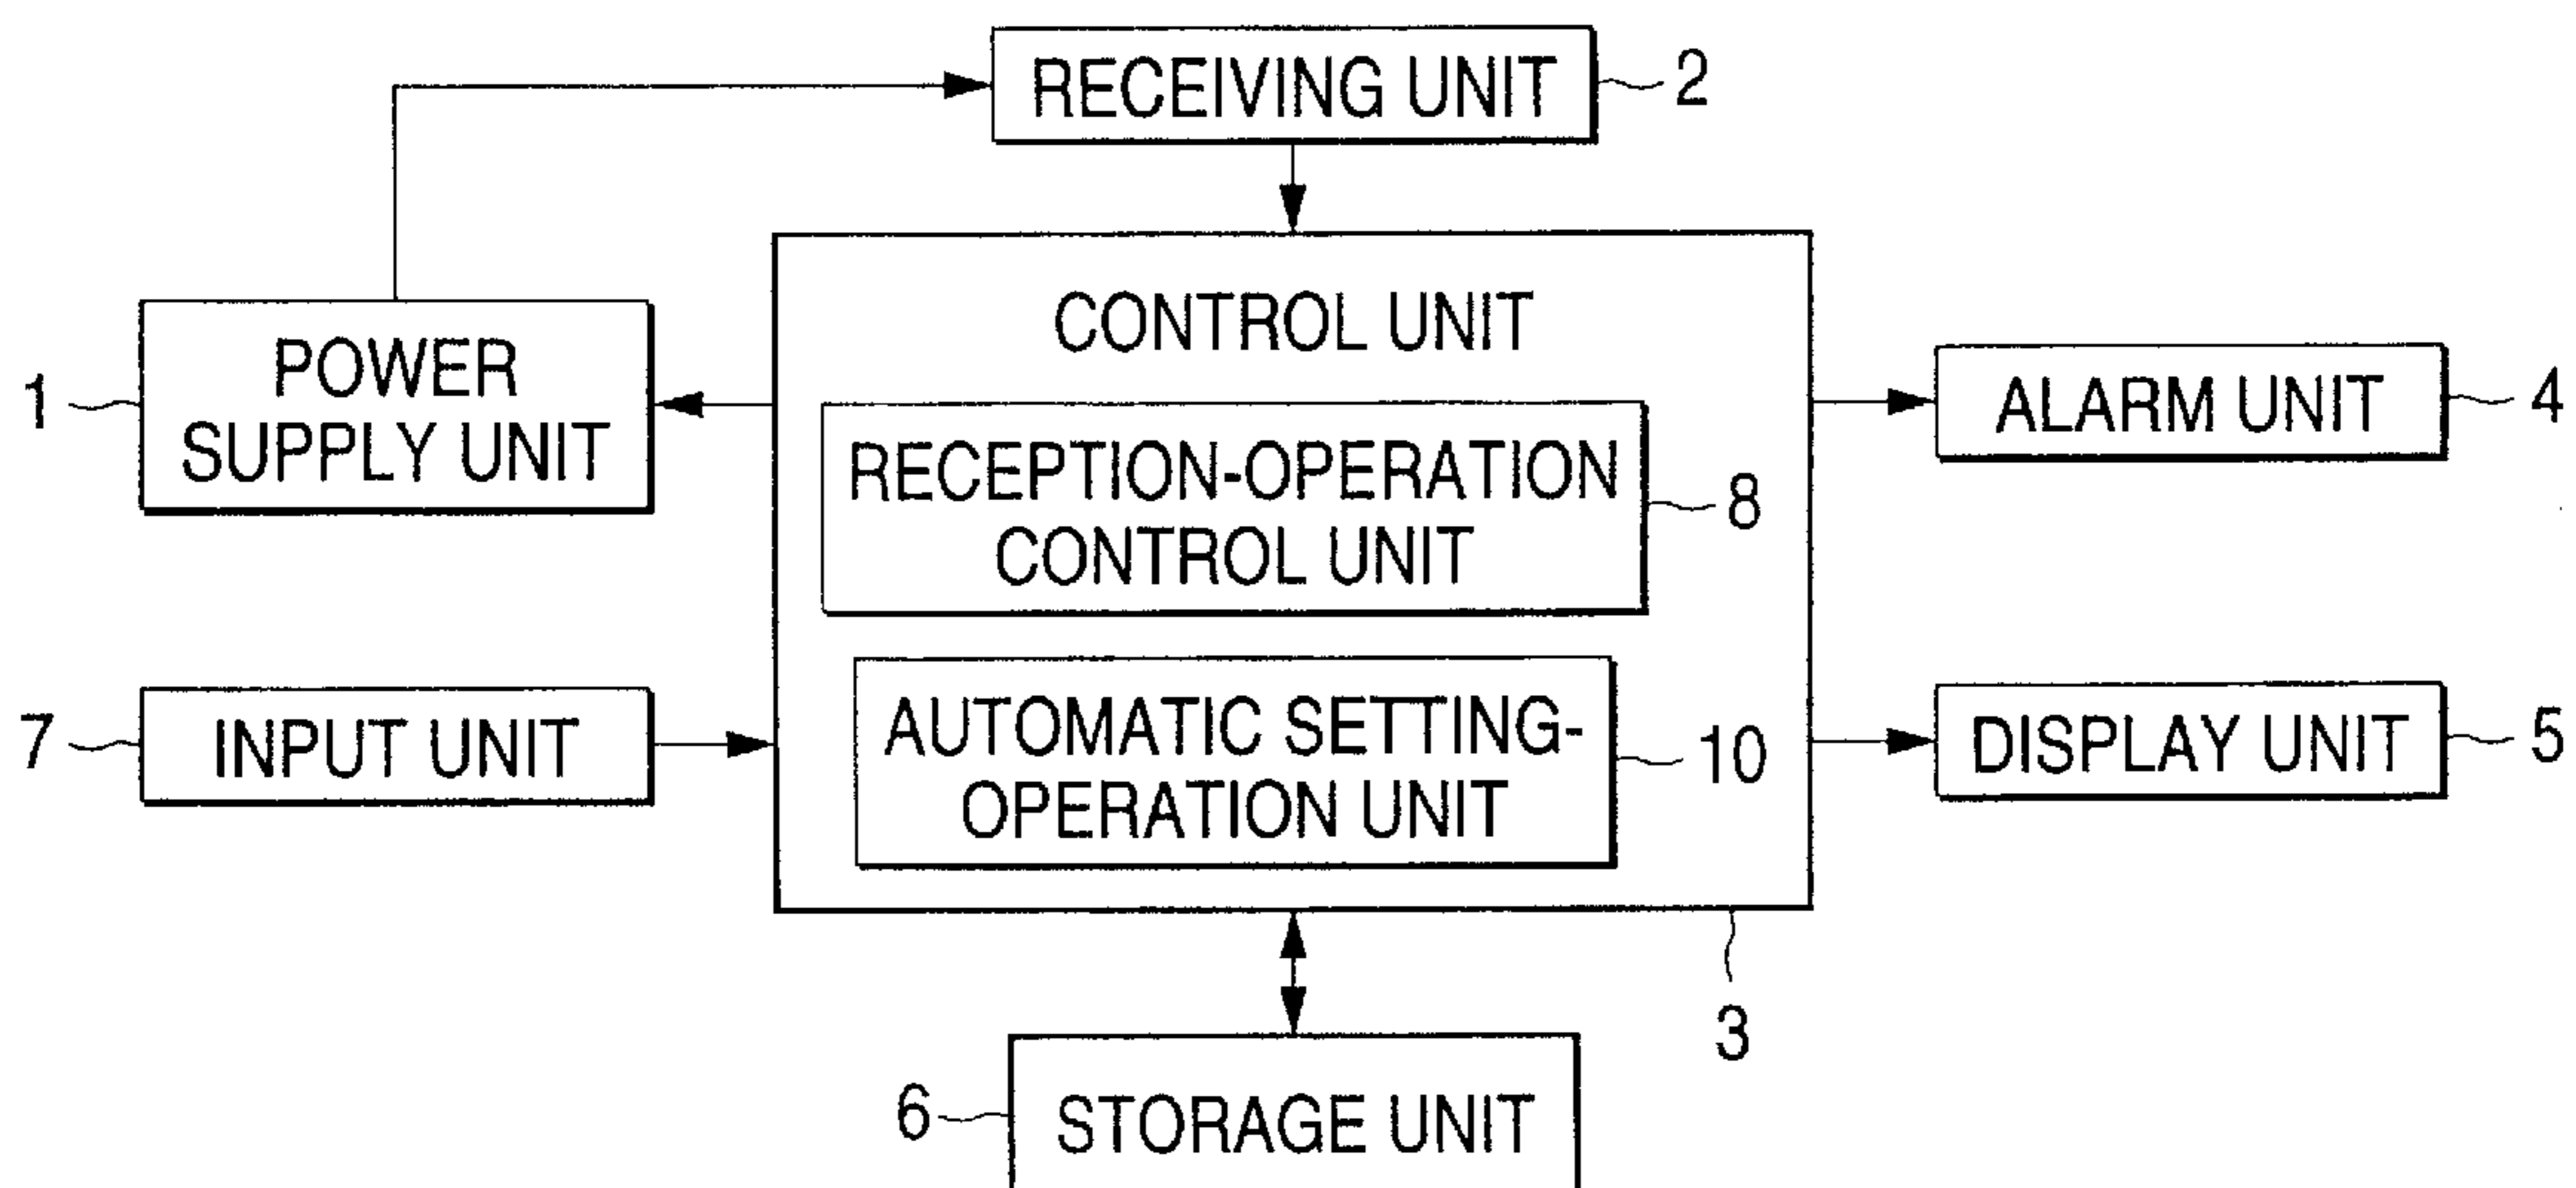 RECEIVING UNIT
2
CONTROL UNIT
POWER
SUPPLY UNIT
1
ALARM UNIT
4
RECEPTION-OPERATION
CONTROL UNIT
8
INPUT UNIT
7
AUTOMATIC SETTING-
OPERATION UNIT
10
DISPLAY UNIT
5
3
STORAGE UNIT
6